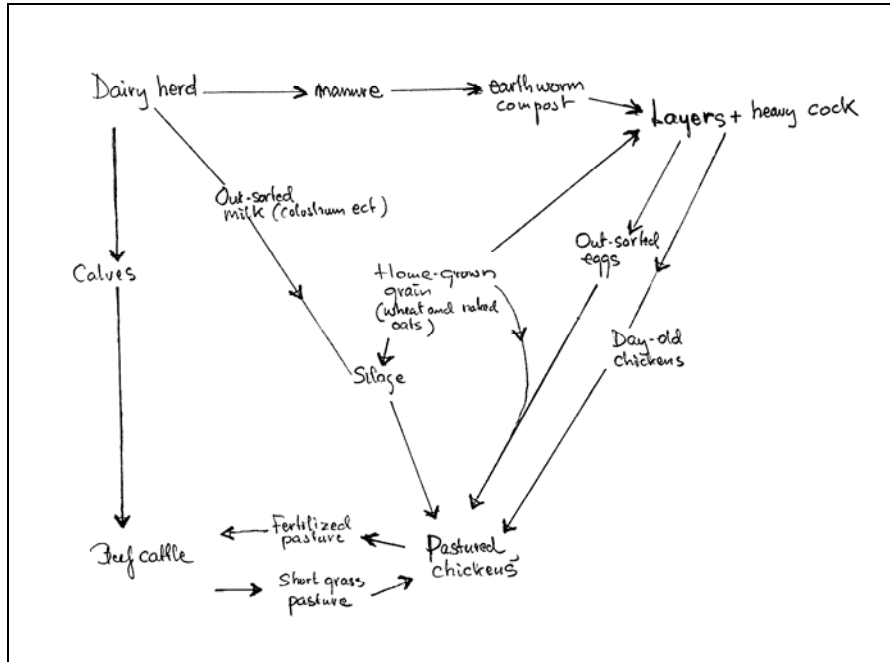 Dairy herd
manure
earthworm
compost
Layers + heavy cock
Out-sorted
milk (colostrum ect)
Out-sorted
eggs
Calves
Home-grown
grain
(wheat and naked
oats)
Day-old
chickens
Silage
Fertilized
pasture
Pastured
chickens
Beef cattle
Short grass
pasture